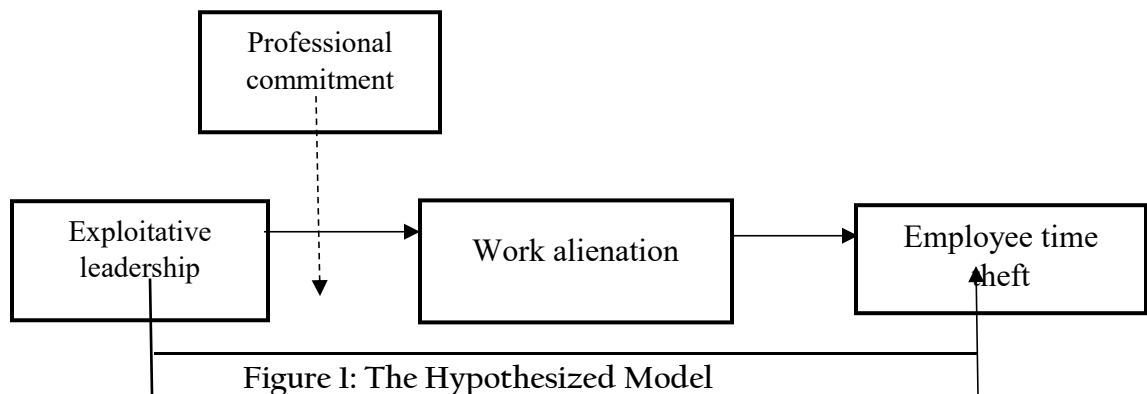 Professional
commitment
Exploitative
leadership
Work alienation
Employee time
theft
Figure 1: The Hypothesized Model